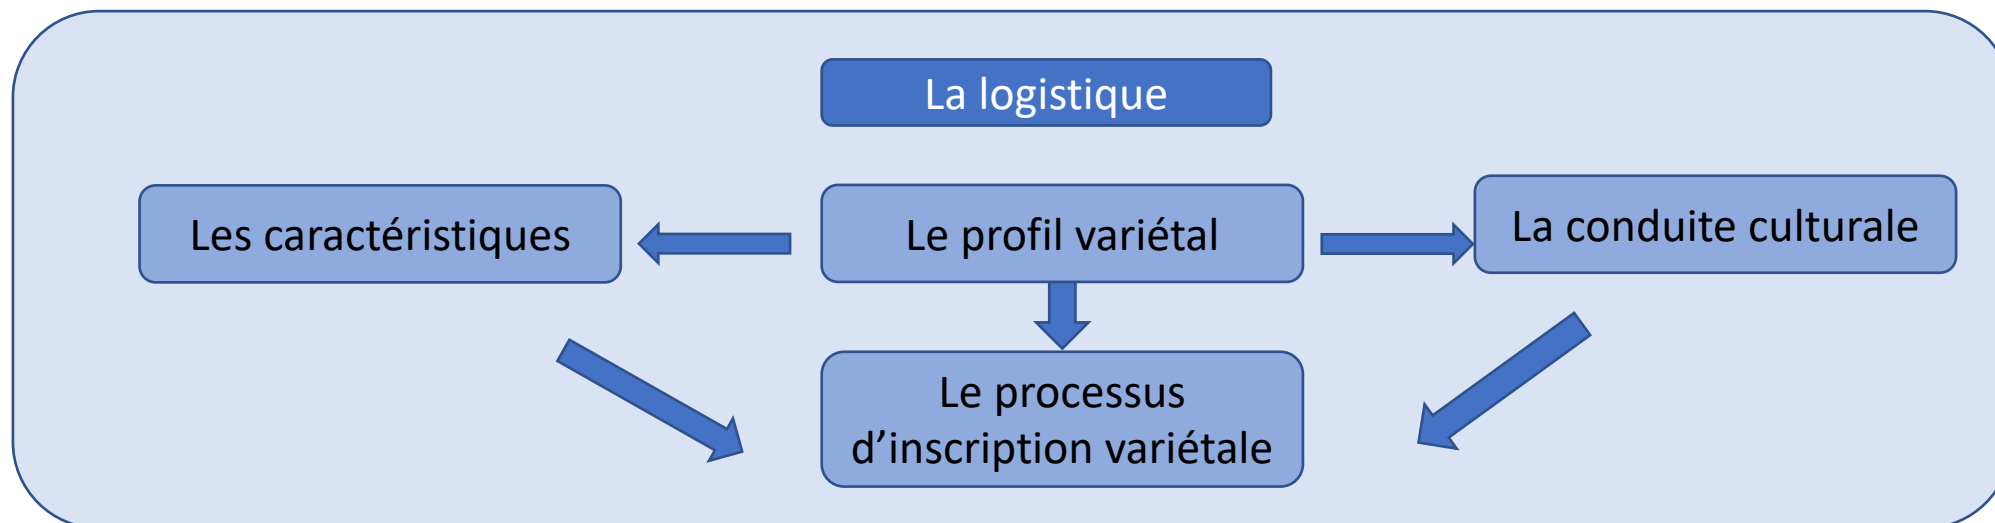 La logistique
Les caractéristiques
Le profil variétal
La conduite culturale
Le processus
d’inscription variétale